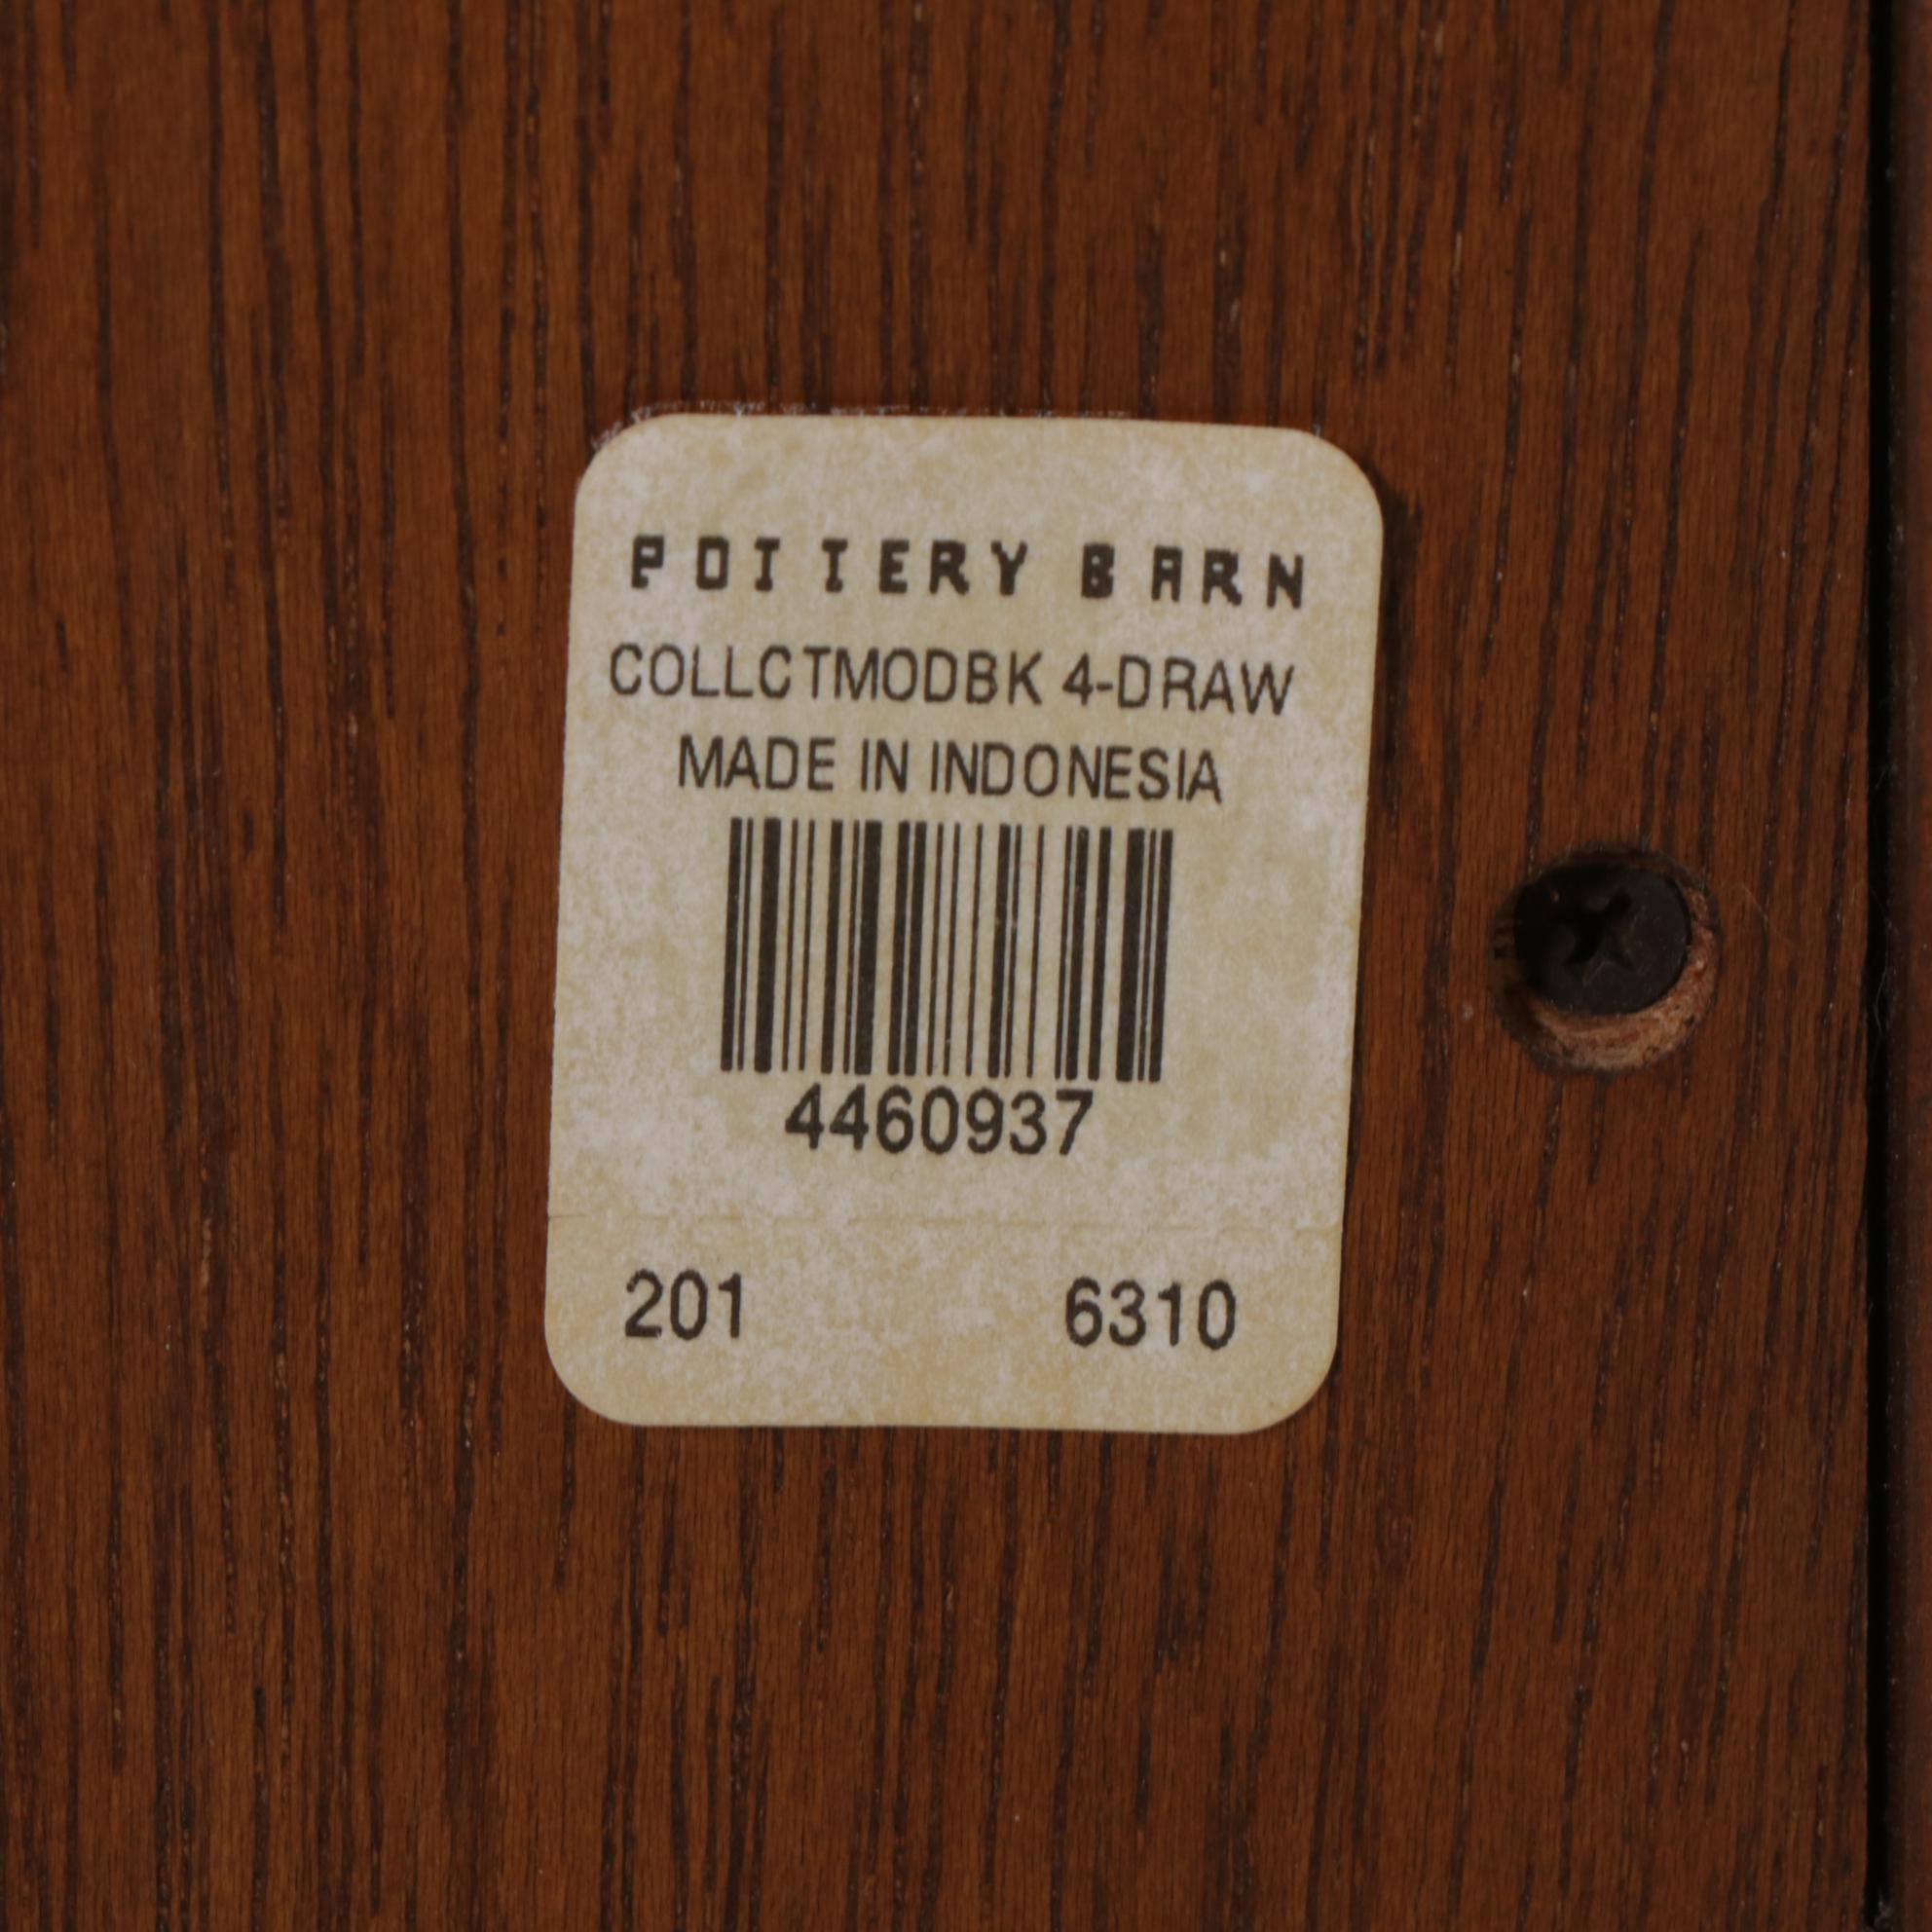 POTTERY BARN
COLLCTMODBK 4-DRAW
MADE IN INDONESIA
4460937
201 6310